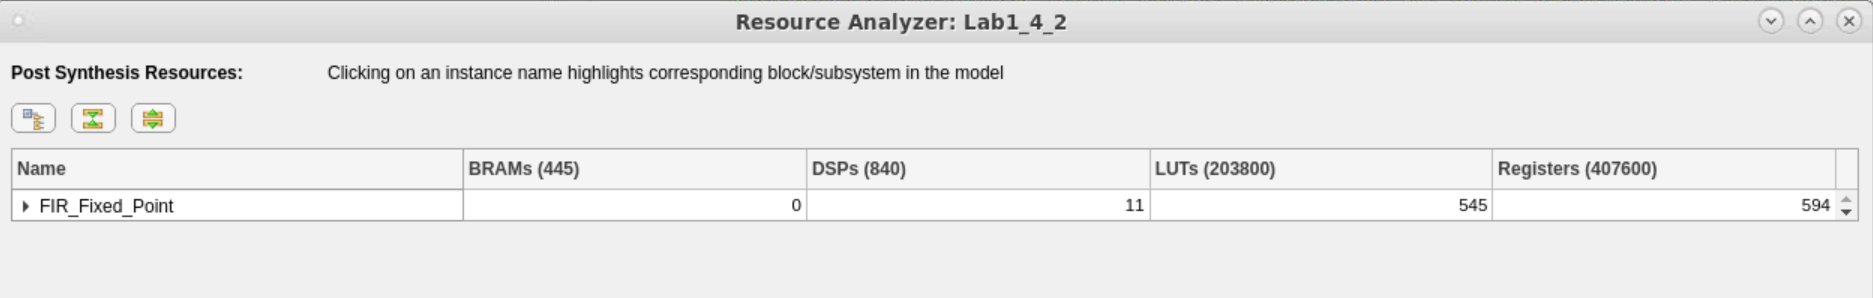 Resource Analyzer: Lab1_4_2
Post Synthesis Resources: Clicking on an instance name highlights corresponding block/subsystem in the model
Name BRAMs (445) DSPs (840) LUTs (203800) Registers (407600)
FIR_Fixed_Point 0 11 545 594